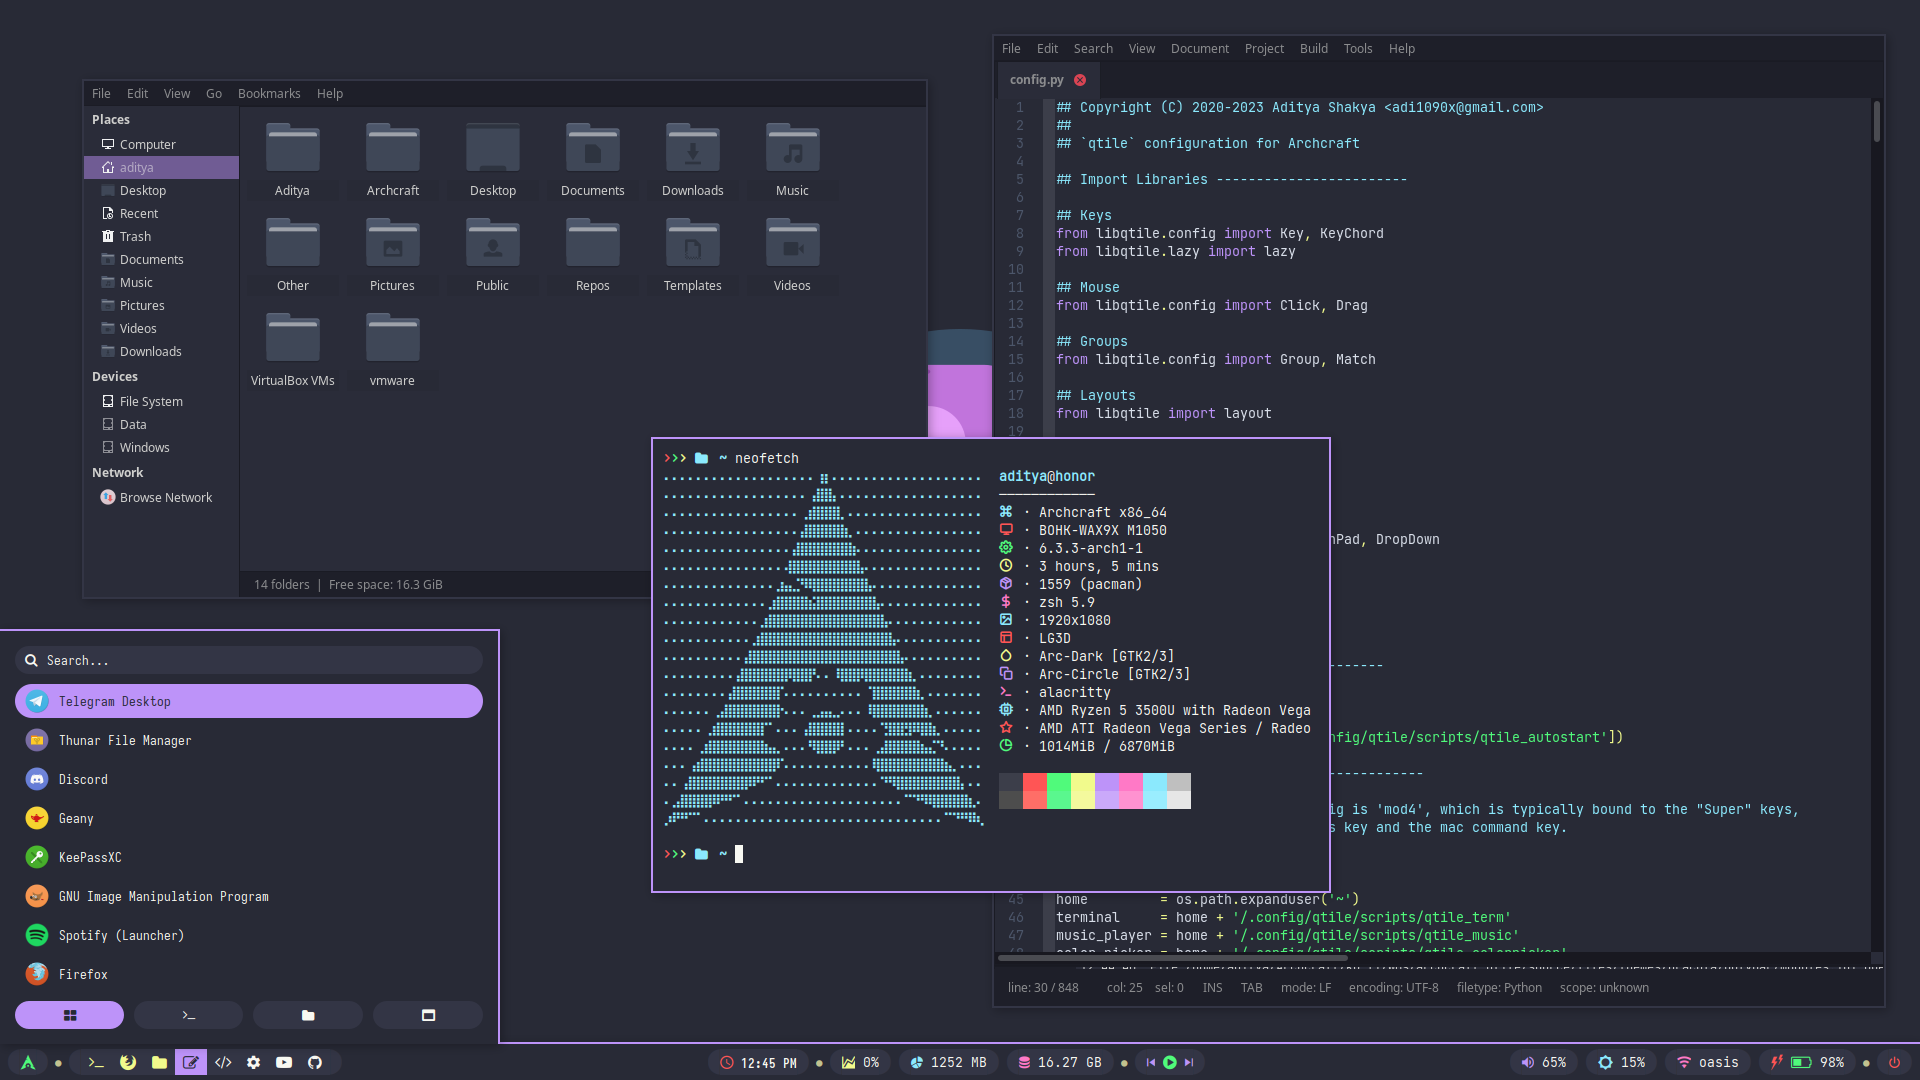 File Edit View Go Bookmarks Help
Places
Computer
aditya
Desktop
Recent
Trash
Documents
Music
Pictures
Videos
Downloads
Devices
File System
Data
Windows
Network
Browse Network
Aditya Archcraft Desktop Documents Downloads Music
Other Pictures Public Repos Templates Videos
VirtualBox VMs vmware
14 folders | Free space: 16.3 GiB
File Edit Search View Document Project Build Tools Help
config.py
1 ## Copyright (C) 2020-2023 Aditya Shakya <adi1090x@gmail.com>
2 ##
3 ## `qtile` configuration for Archcraft
4
5 ## Import Libraries ------------------------
6
7 ## Keys
8 from libqtile.config import Key, KeyChord
9 from libqtile.lazy import lazy
10
11 ## Mouse
12 from libqtile.config import Click, Drag
13
14 ## Groups
15 from libqtile.config import Group, Match
16
17 ## Layouts
18 from libqtile import layout
19
Pad, DropDown
-------
nfig/qtile/scripts/qtile_autostart'])
------------
ig is 'mod4', which is typically bound to the "Super" keys,
s key and the mac command key.
45 home = os.path.expanduser('~')
46 terminal = home + '/.config/qtile/scripts/qtile_term'
47 music_player = home + '/.config/qtile/scripts/qtile_music'
line: 30 / 848 col: 25 sel: 0 INS TAB mode: LF encoding: UTF-8 filetype: Python scope: unknown
>>> ~ neofetch
aditya@honor
────────────
· Archcraft x86_64
· BOHK-WAX9X M1050
· 6.3.3-arch1-1
· 3 hours, 5 mins
· 1559 (pacman)
· zsh 5.9
· 1920x1080
· LG3D
· Arc-Dark [GTK2/3]
· Arc-Circle [GTK2/3]
· alacritty
· AMD Ryzen 5 3500U with Radeon Vega
· AMD ATI Radeon Vega Series / Radeo
· 1014MiB / 6870MiB
>>> ~
Search...
Telegram Desktop
Thunar File Manager
Discord
Geany
KeePassXC
GNU Image Manipulation Program
Spotify (Launcher)
Firefox
12:45 PM 0% 1252 MB 16.27 GB 65% 15% oasis 98%